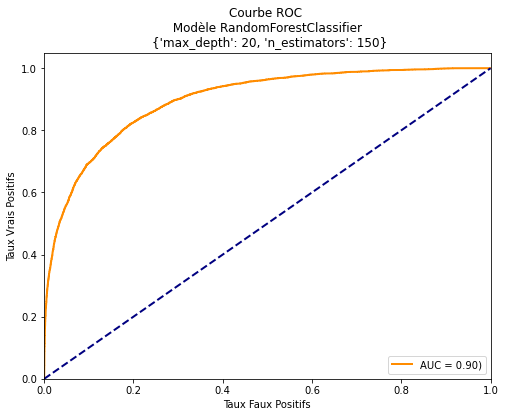 Courbe ROC
Modèle RandomForestClassifier
{'max_depth': 20, 'n_estimators': 150}
Taux Vrais Positifs
1.0
0.8
0.6
0.4
0.2
0.0
0.0 0.2 0.4 0.6 0.8 1.0
Taux Faux Positifs
AUC = 0.90)